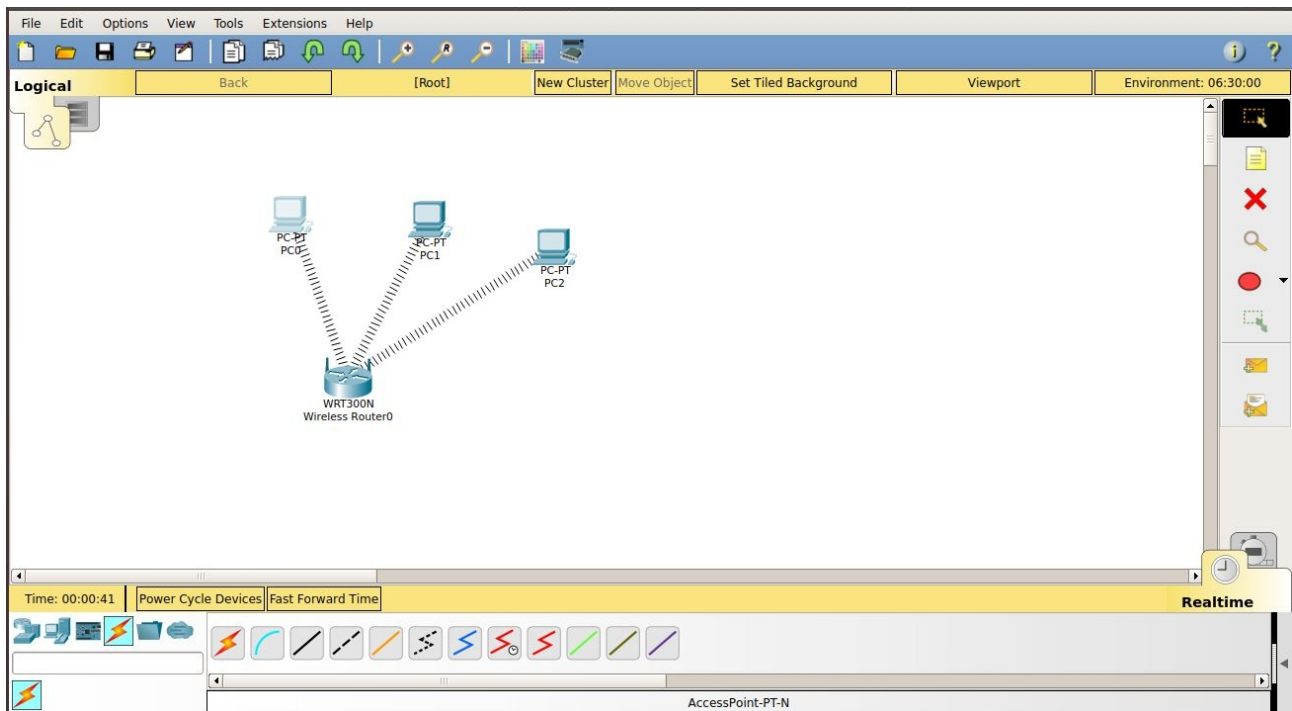 File Edit Options View Tools Extensions Help
Logical Back [Root] New Cluster Move Object Set Tiled Background Viewport Environment: 06:30:00
PC-PT
PC0
PC-PT
PC1
PC-PT
PC2
WRT300N
Wireless Router0
Time: 00:00:41 Power Cycle Devices Fast Forward Time Realtime
AccessPoint-PT-N